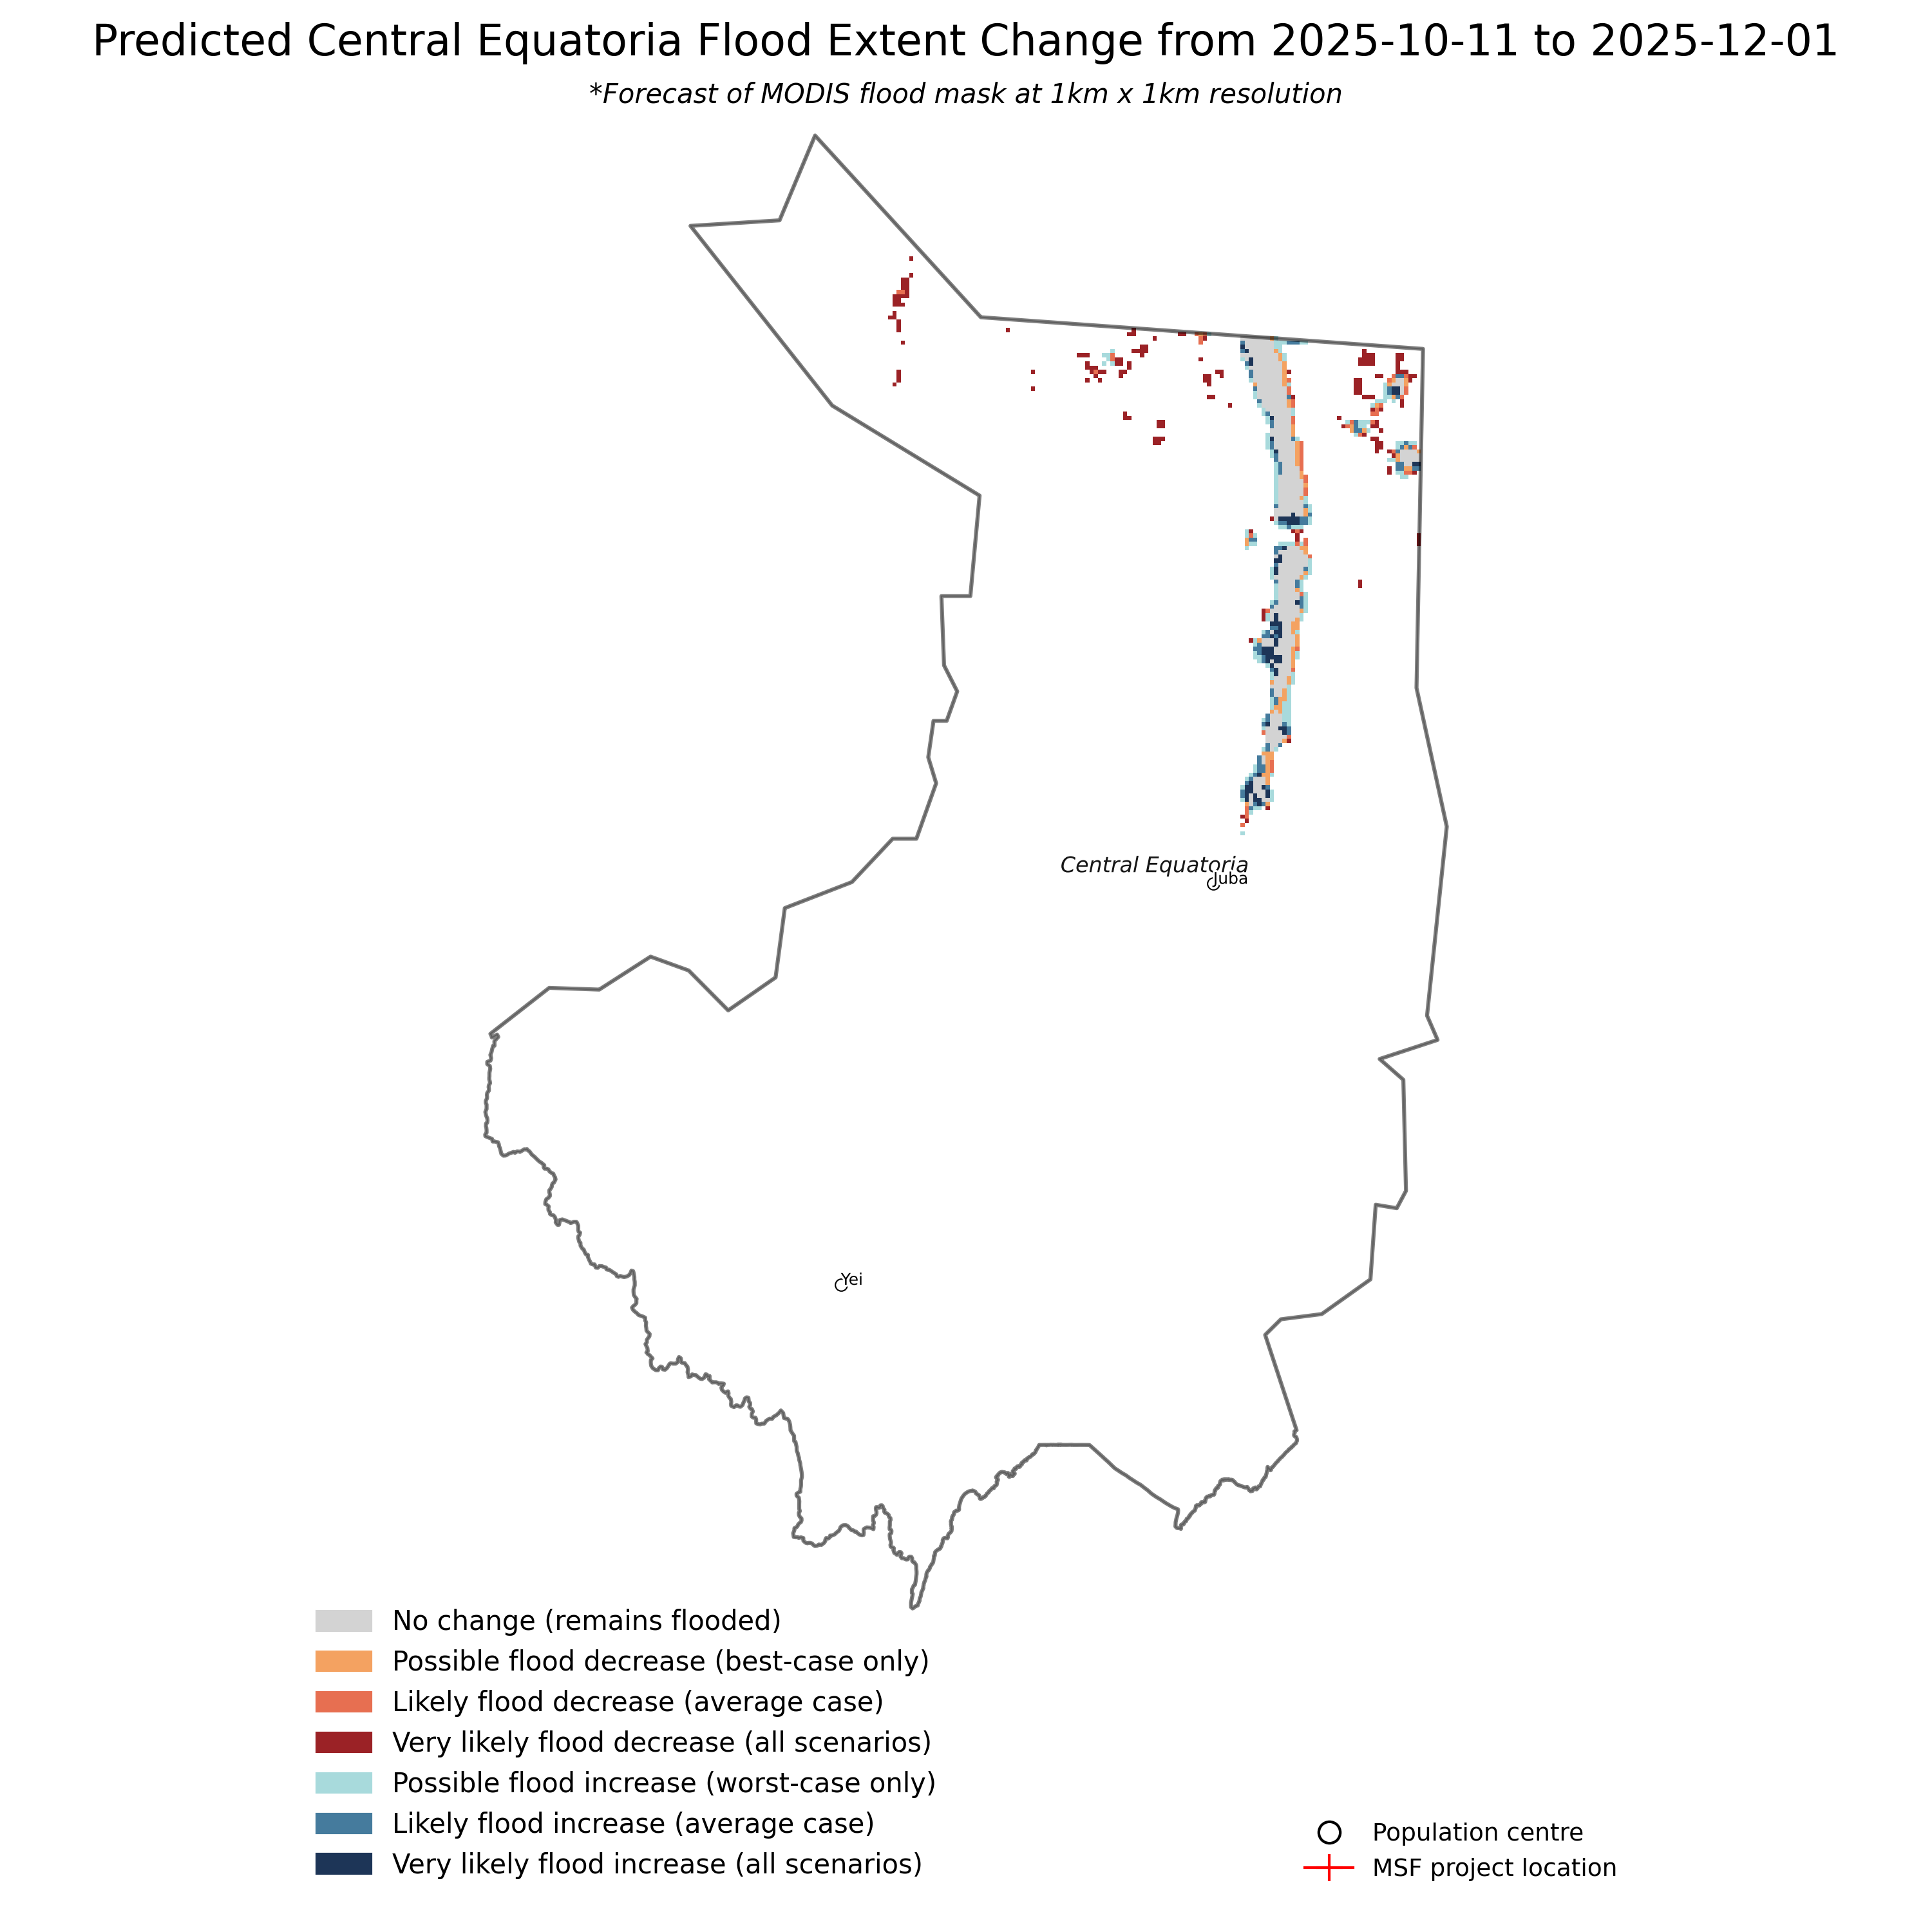 Predicted Central Equatoria Flood Extent Change from 2025-10-11 to 2025-12-01
*Forecast of MODIS flood mask at 1km x 1km resolution
Central Equatoria
Juba
Yei
No change (remains flooded)
Possible flood decrease (best-case only)
Likely flood decrease (average case)
Very likely flood decrease (all scenarios)
Possible flood increase (worst-case only)
Likely flood increase (average case)
Very likely flood increase (all scenarios)
Population centre
MSF project location